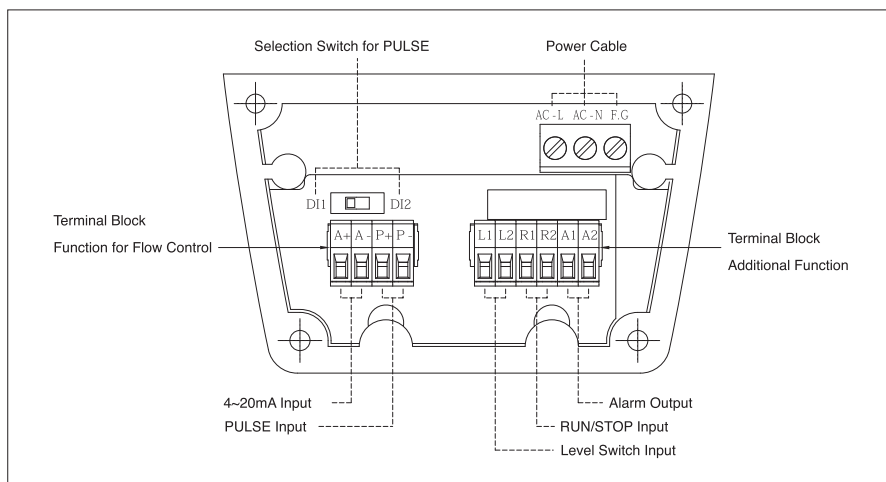 Selection Switch for PULSE
Power Cable
AC-L AC-N F.G
DI1 DI2
Terminal Block
Function for Flow Control
A+ A- P+ P-
L1 L2 R1 R2 A1 A2
Terminal Block
Additional Function
4~20mA Input
Alarm Output
PULSE Input
RUN/STOP Input
Level Switch Input